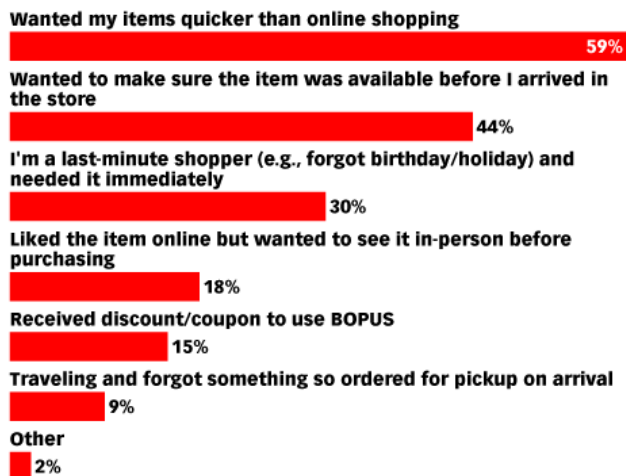 Wanted my items quicker than online shopping
59%
Wanted to make sure the item was available before I arrived in
the store
44%
I'm a last-minute shopper (e.g., forgot birthday/holiday) and
needed it immediately
30%
Liked the item online but wanted to see it in-person before
purchasing
18%
Received discount/coupon to use BOPUS
15%
Traveling and forgot something so ordered for pickup on arrival
9%
Other
2%